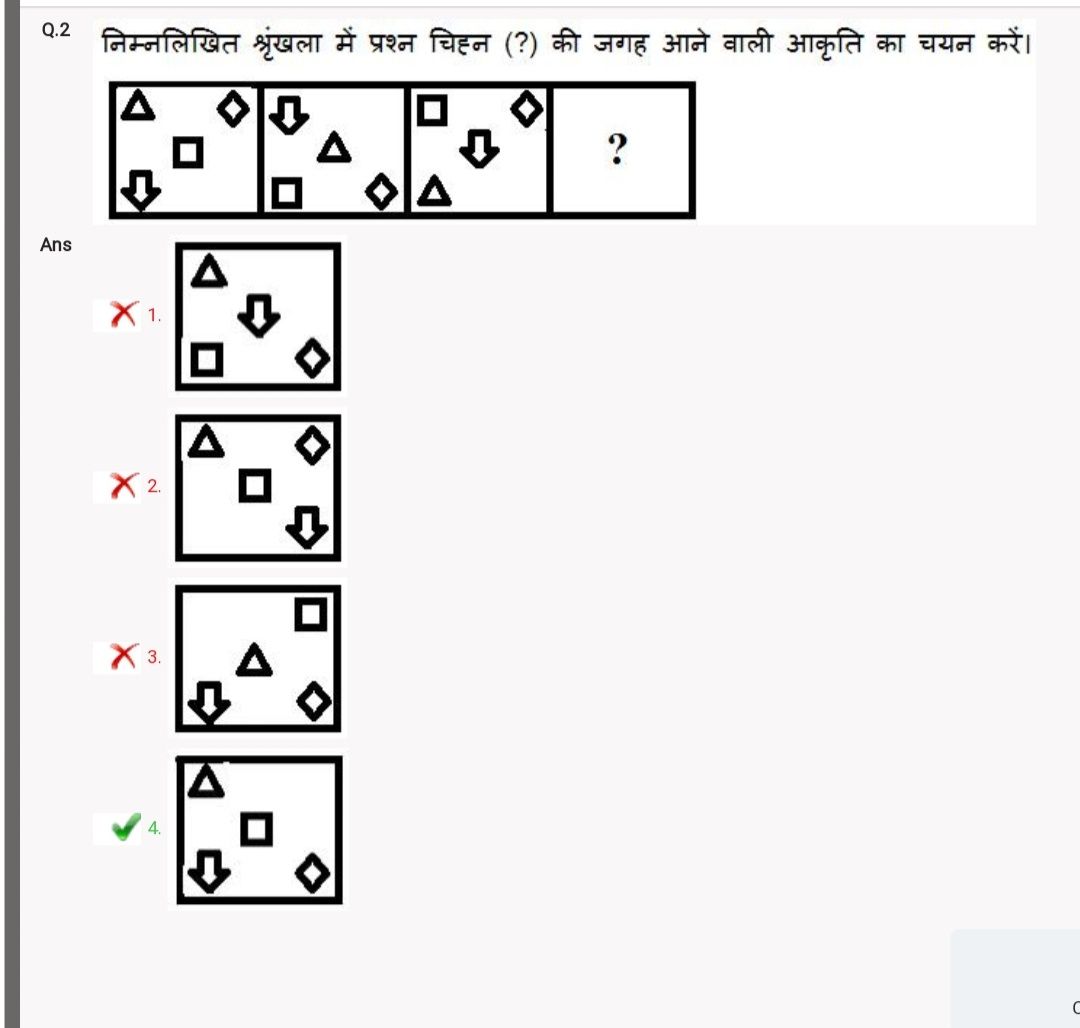 Q.2
निम्नलिखित श्रृंखला में प्रश्न चिह्न (?) की जगह आने वाली आकृति का चयन करें।
?
Ans
1.
2.
3.
4.